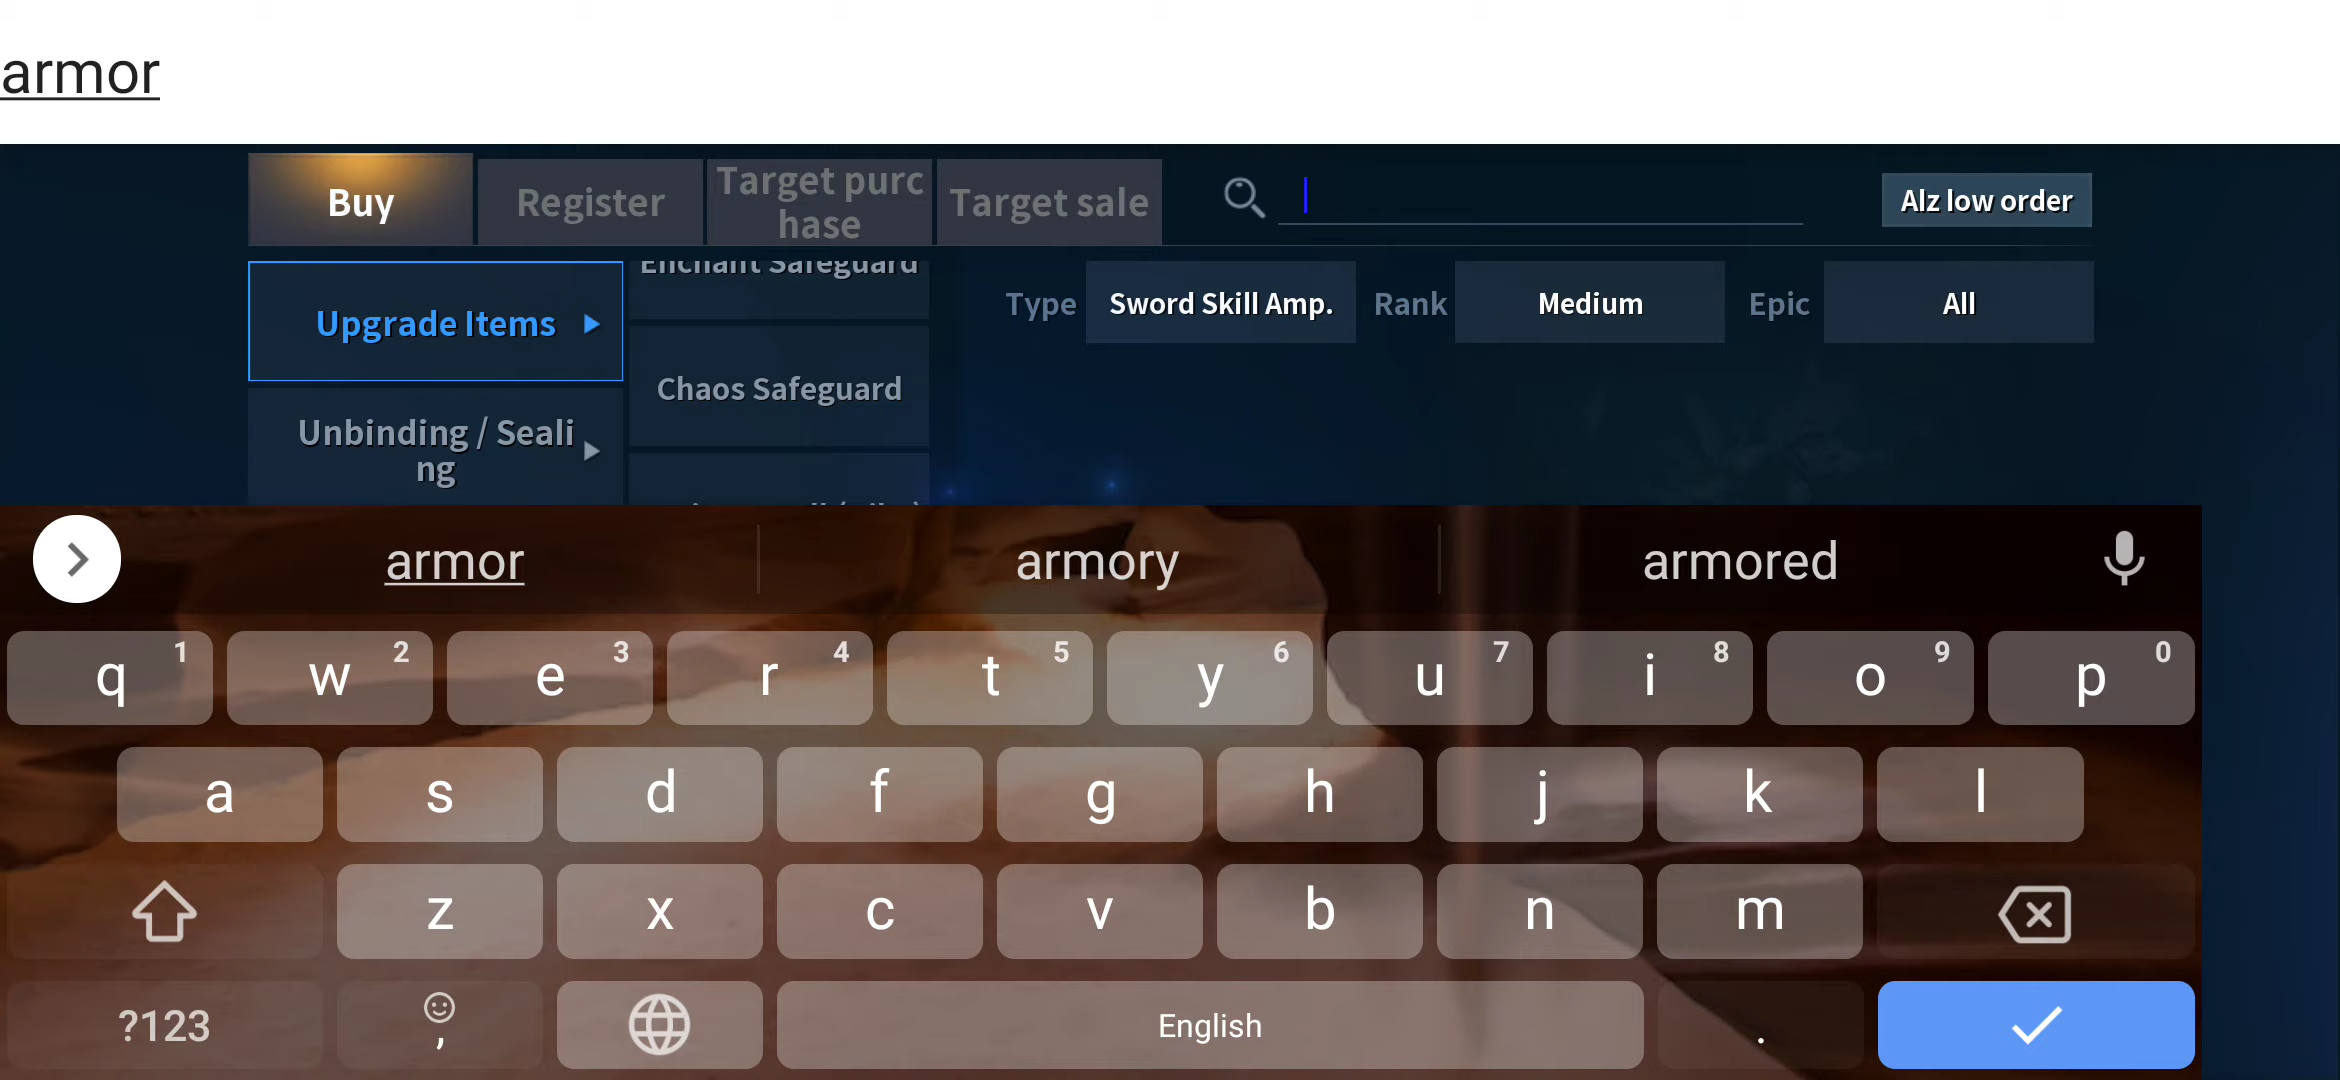 armor
Buy
Register
Target purc
hase
Target sale
Alz low order
Upgrade Items
Enchant Safeguard
Type
Sword Skill Amp.
Rank
Medium
Epic
All
Chaos Safeguard
Unbinding / Seali
ng
armor
armory
armored
q 1 w 2 e 3 r 4 t 5 y 6 u 7 i 8 o 9 p 0
a s d f g h j k l
z x c v b n m
?123 , English .